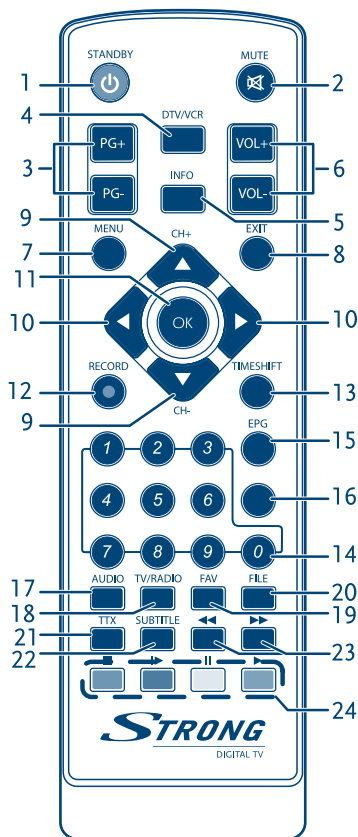 STANDBY MUTE
1 2
4 DTV/VCR
3 PG+ VOL+ 6
PG- INFO VOL-
5
9 MENU CH+ EXIT
7 8
11
10 OK 10
RECORD TIMESHIFT
12 13
9 CH- EPG
15
1 2 3
4 5 6 16
7 8 9 0 14
17 AUDIO TV/RADIO FAV FILE 20
18 19
21 TTX SUBTITLE
22 23
24
STRONG
DIGITAL TV